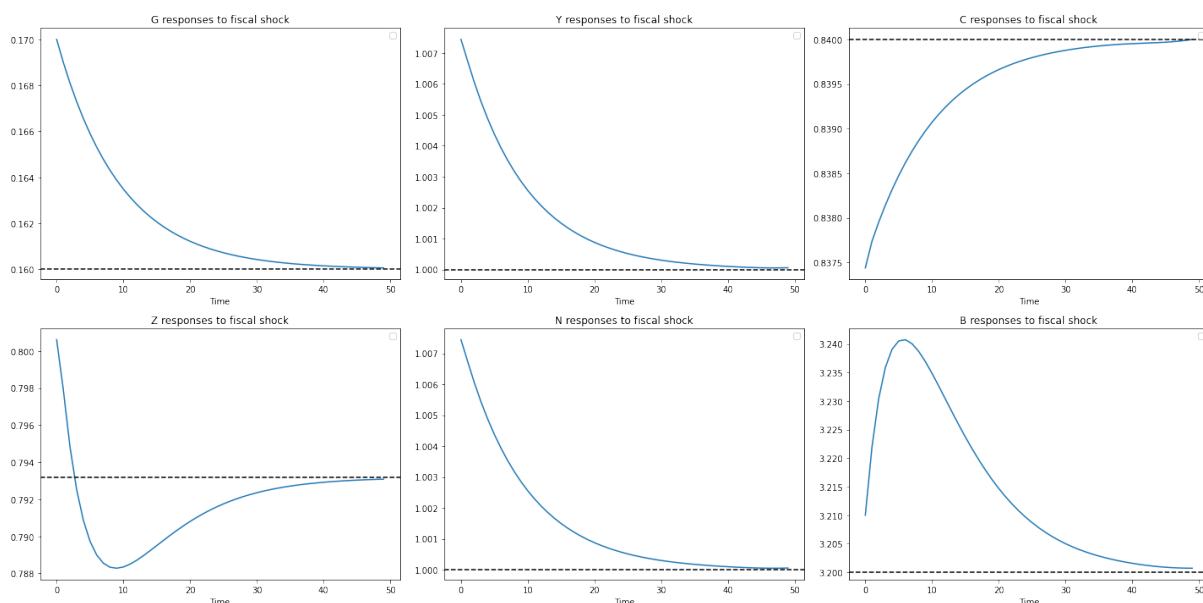 G responses to fiscal shock
0.170
0.168
0.166
0.164
0.162
0.160
0 10 20 30 40 50
Time
Y responses to fiscal shock
1.007
1.006
1.005
1.004
1.003
1.002
1.001
1.000
0 10 20 30 40 50
Time
C responses to fiscal shock
0.8400
0.8395
0.8390
0.8385
0.8380
0.8375
0 10 20 30 40 50
Time
Z responses to fiscal shock
0.800
0.798
0.796
0.794
0.792
0.790
0.788
0 10 20 30 40 50
Time
N responses to fiscal shock
1.007
1.006
1.005
1.004
1.003
1.002
1.001
1.000
0 10 20 30 40 50
Time
B responses to fiscal shock
3.240
3.235
3.230
3.225
3.220
3.215
3.210
3.205
3.200
0 10 20 30 40 50
Time